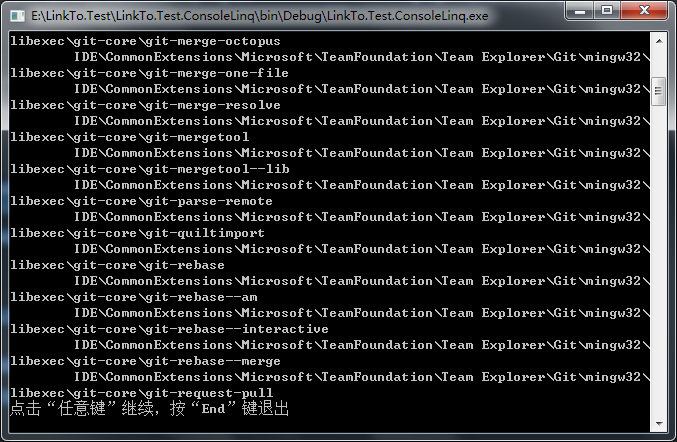 E:\LinkTo.Test\LinkTo.Test.ConsoleLinq\bin\Debug\LinkTo.Test.ConsoleLinq.exe
libexec\git-core\git-merge-octopus
IDE\CommonExtensions\Microsoft\TeamFoundation\Team Explorer\Git\mingw32\
libexec\git-core\git-merge-one-file
IDE\CommonExtensions\Microsoft\TeamFoundation\Team Explorer\Git\mingw32\
libexec\git-core\git-merge-resolve
IDE\CommonExtensions\Microsoft\TeamFoundation\Team Explorer\Git\mingw32\
libexec\git-core\git-mergetool
IDE\CommonExtensions\Microsoft\TeamFoundation\Team Explorer\Git\mingw32\
libexec\git-core\git-mergetool--lib
IDE\CommonExtensions\Microsoft\TeamFoundation\Team Explorer\Git\mingw32\
libexec\git-core\git-parse-remote
IDE\CommonExtensions\Microsoft\TeamFoundation\Team Explorer\Git\mingw32\
libexec\git-core\git-quiltimport
IDE\CommonExtensions\Microsoft\TeamFoundation\Team Explorer\Git\mingw32\
libexec\git-core\git-rebase
IDE\CommonExtensions\Microsoft\TeamFoundation\Team Explorer\Git\mingw32\
libexec\git-core\git-rebase--am
IDE\CommonExtensions\Microsoft\TeamFoundation\Team Explorer\Git\mingw32\
libexec\git-core\git-rebase--interactive
IDE\CommonExtensions\Microsoft\TeamFoundation\Team Explorer\Git\mingw32\
libexec\git-core\git-rebase--merge
IDE\CommonExtensions\Microsoft\TeamFoundation\Team Explorer\Git\mingw32\
libexec\git-core\git-request-pull
点击“任意键”继续，按“End”键退出